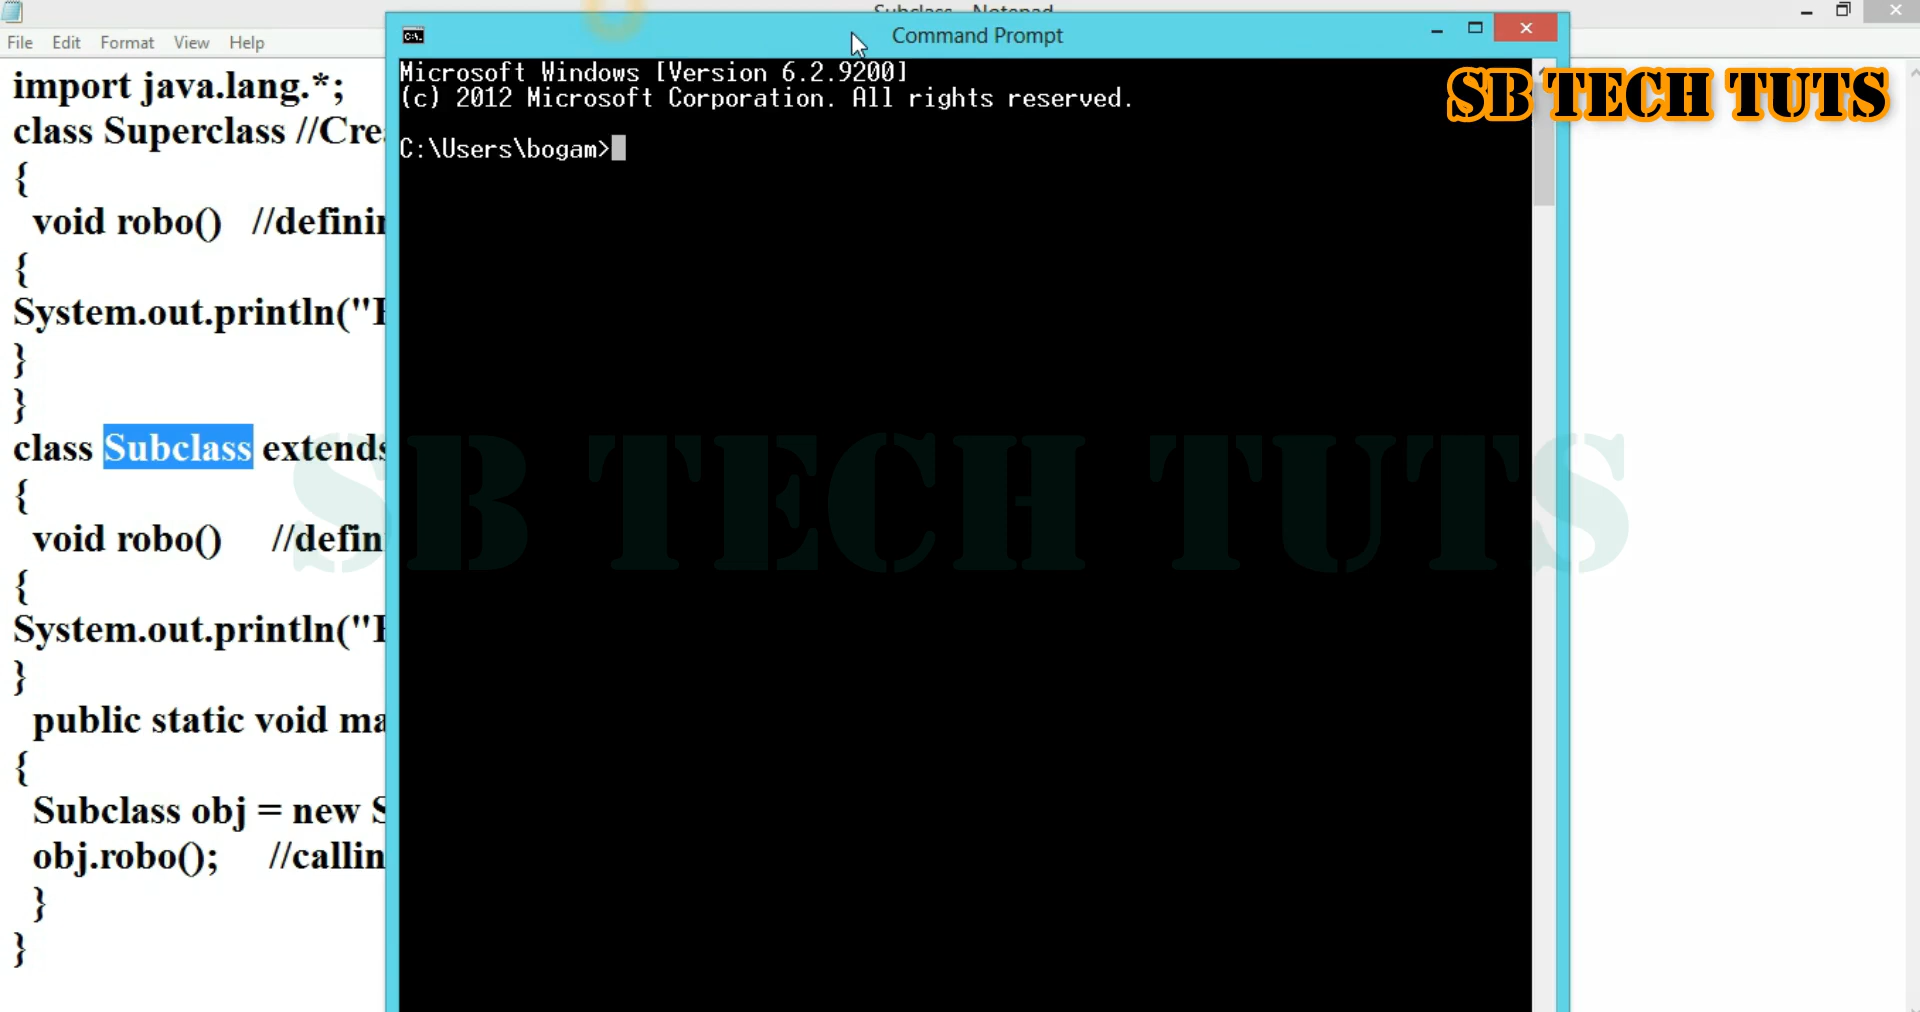 Subclass - Notepad
File Edit Format View Help
import java.lang.*;
class Superclass //Cre
{
void robo() //definin
{
System.out.println("
}
}
class Subclass extends
{
void robo() //defin
{
System.out.println("
}
public static void ma
{
Subclass obj = new S
obj.robo(); //callin
}
}
Command Prompt
Microsoft Windows [Version 6.2.9200]
(c) 2012 Microsoft Corporation. All rights reserved.
C:\Users\bogam>
SB TECH TUTS
SB TECH TUTS